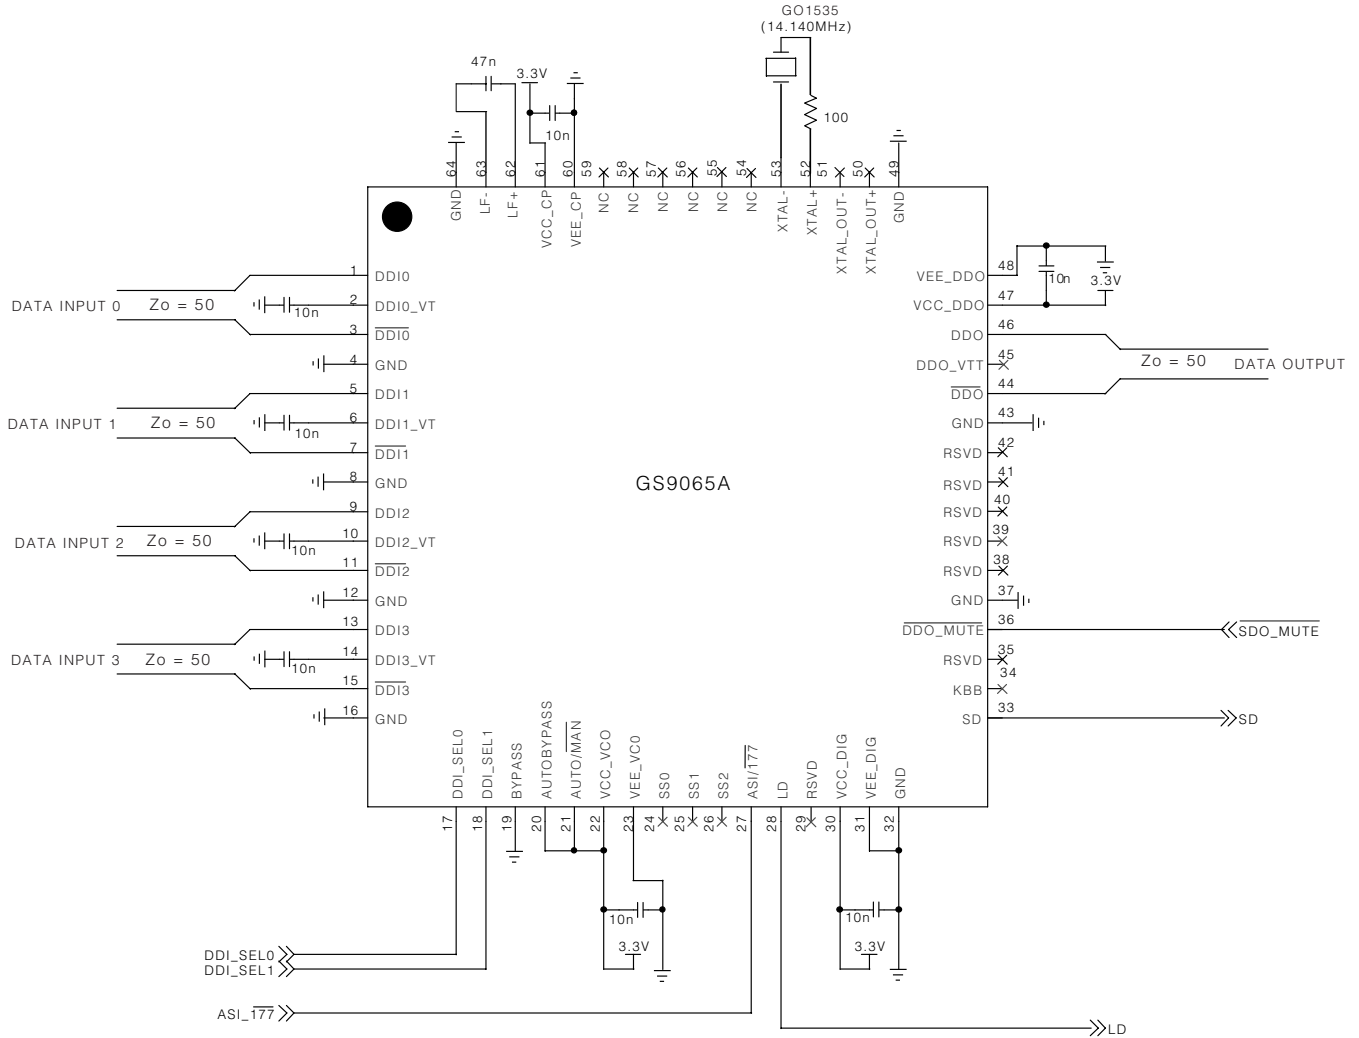 GO1535
(14.140MHz)
47n
3.3V
10n
100
64 63 62 61 60 59 58 57 56 55 54 53 52 51 50 49
GND
LF-
LF+
VCC_CP
VEE_CP
NC
NC
NC
NC
NC
NC
XTAL-
XTAL+
XTAL_OUT-
XTAL_OUT+
GND
DATA INPUT 0 Zo = 50
1 DDI0
10n
2 DDI0_VT
3 DDI0
4 GND
DATA INPUT 1 Zo = 50
5 DDI1
10n
6 DDI1_VT
7 DDI1
8 GND
DATA INPUT 2 Zo = 50
9 DDI2
10n
10 DDI2_VT
11 DDI2
12 GND
DATA INPUT 3 Zo = 50
13 DDI3
10n
14 DDI3_VT
15 DDI3
16 GND
GS9065A
VEE_DDO 48
10n
3.3V
VCC_DDO 47
DDO 46
DDO_VTT 45
Zo = 50 DATA OUTPUT
DDO 44
GND 43
RSVD 42
RSVD 41
RSVD 40
RSVD 39
RSVD 38
GND 37
DDO_MUTE 36
SDO_MUTE
RSVD 35
KBB 34
SD 33
SD
DDI_SEL0
DDI_SEL1
BYPASS
AUTOBYPASS
AUTO/MAN
VCC_VCO
VEE_VC0
SS0
SS1
SS2
ASI/177
LD
RSVD
VCC_DIG
VEE_DIG
GND
17 18 19 20 21 22 23 24 25 26 27 28 29 30 31 32
10n
3.3V
10n
3.3V
DDI_SEL0
DDI_SEL1
ASI_177
LD